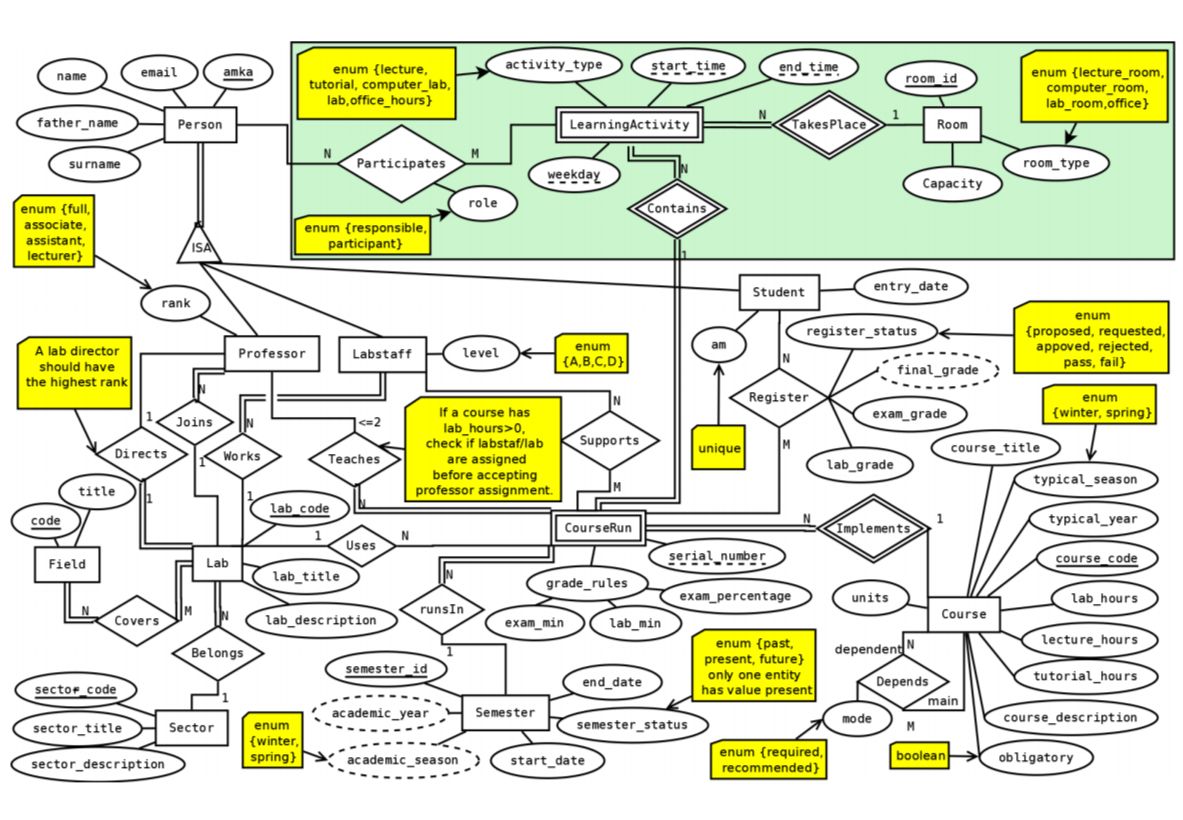 name
email
amka
father_name
Person
surname
enum {lecture,
tutorial, computer_lab,
lab,office_hours}
activity_type
start_time
end_time
room_id
enum {lecture_room,
computer_room,
lab_room,office}
LearningActivity
N
TakesPlace
1
Room
N
Participates
M
weekday
N
room_type
Capacity
role
Contains
enum {responsible,
participant}
1
enum {full,
associate,
assistant,
lecturer}
ISA
rank
Student
entry_date
A lab director
should have
the highest rank
Professor
Labstaff
level
enum
{A,B,C,D}
am
register_status
enum
{proposed, requested,
appoved, rejected,
pass, fail}
final_grade
N
Register
exam_grade
enum
{winter, spring}
N
Joins
1
N
<=2
If a course has
lab_hours>0,
check if labstaf/lab
are assigned
before accepting
professor assignment.
N
Supports
M
unique
M
lab_grade
course_title
Directs
1
Works
Teaches
title
code
1
1
N
lab_code
typical_season
typical_year
Field
Lab
1
Uses
N
CourseRun
N
Implements
1
serial_number
course_code
lab_title
N
grade_rules
exam_percentage
units
Course
lab_hours
N
Covers
M
N
lab_description
runsIn
exam_min
lab_min
lecture_hours
Belongs
1
enum {past,
present, future}
only one entity
has value present
dependent
N
Depends
main
M
tutorial_hours
sector_code
1
semester_id
end_date
sector_title
Sector
academic_year
Semester
semester_status
mode
course_description
sector_description
enum
{winter,
spring}
academic_season
start_date
enum {required,
recommended}
boolean
obligatory